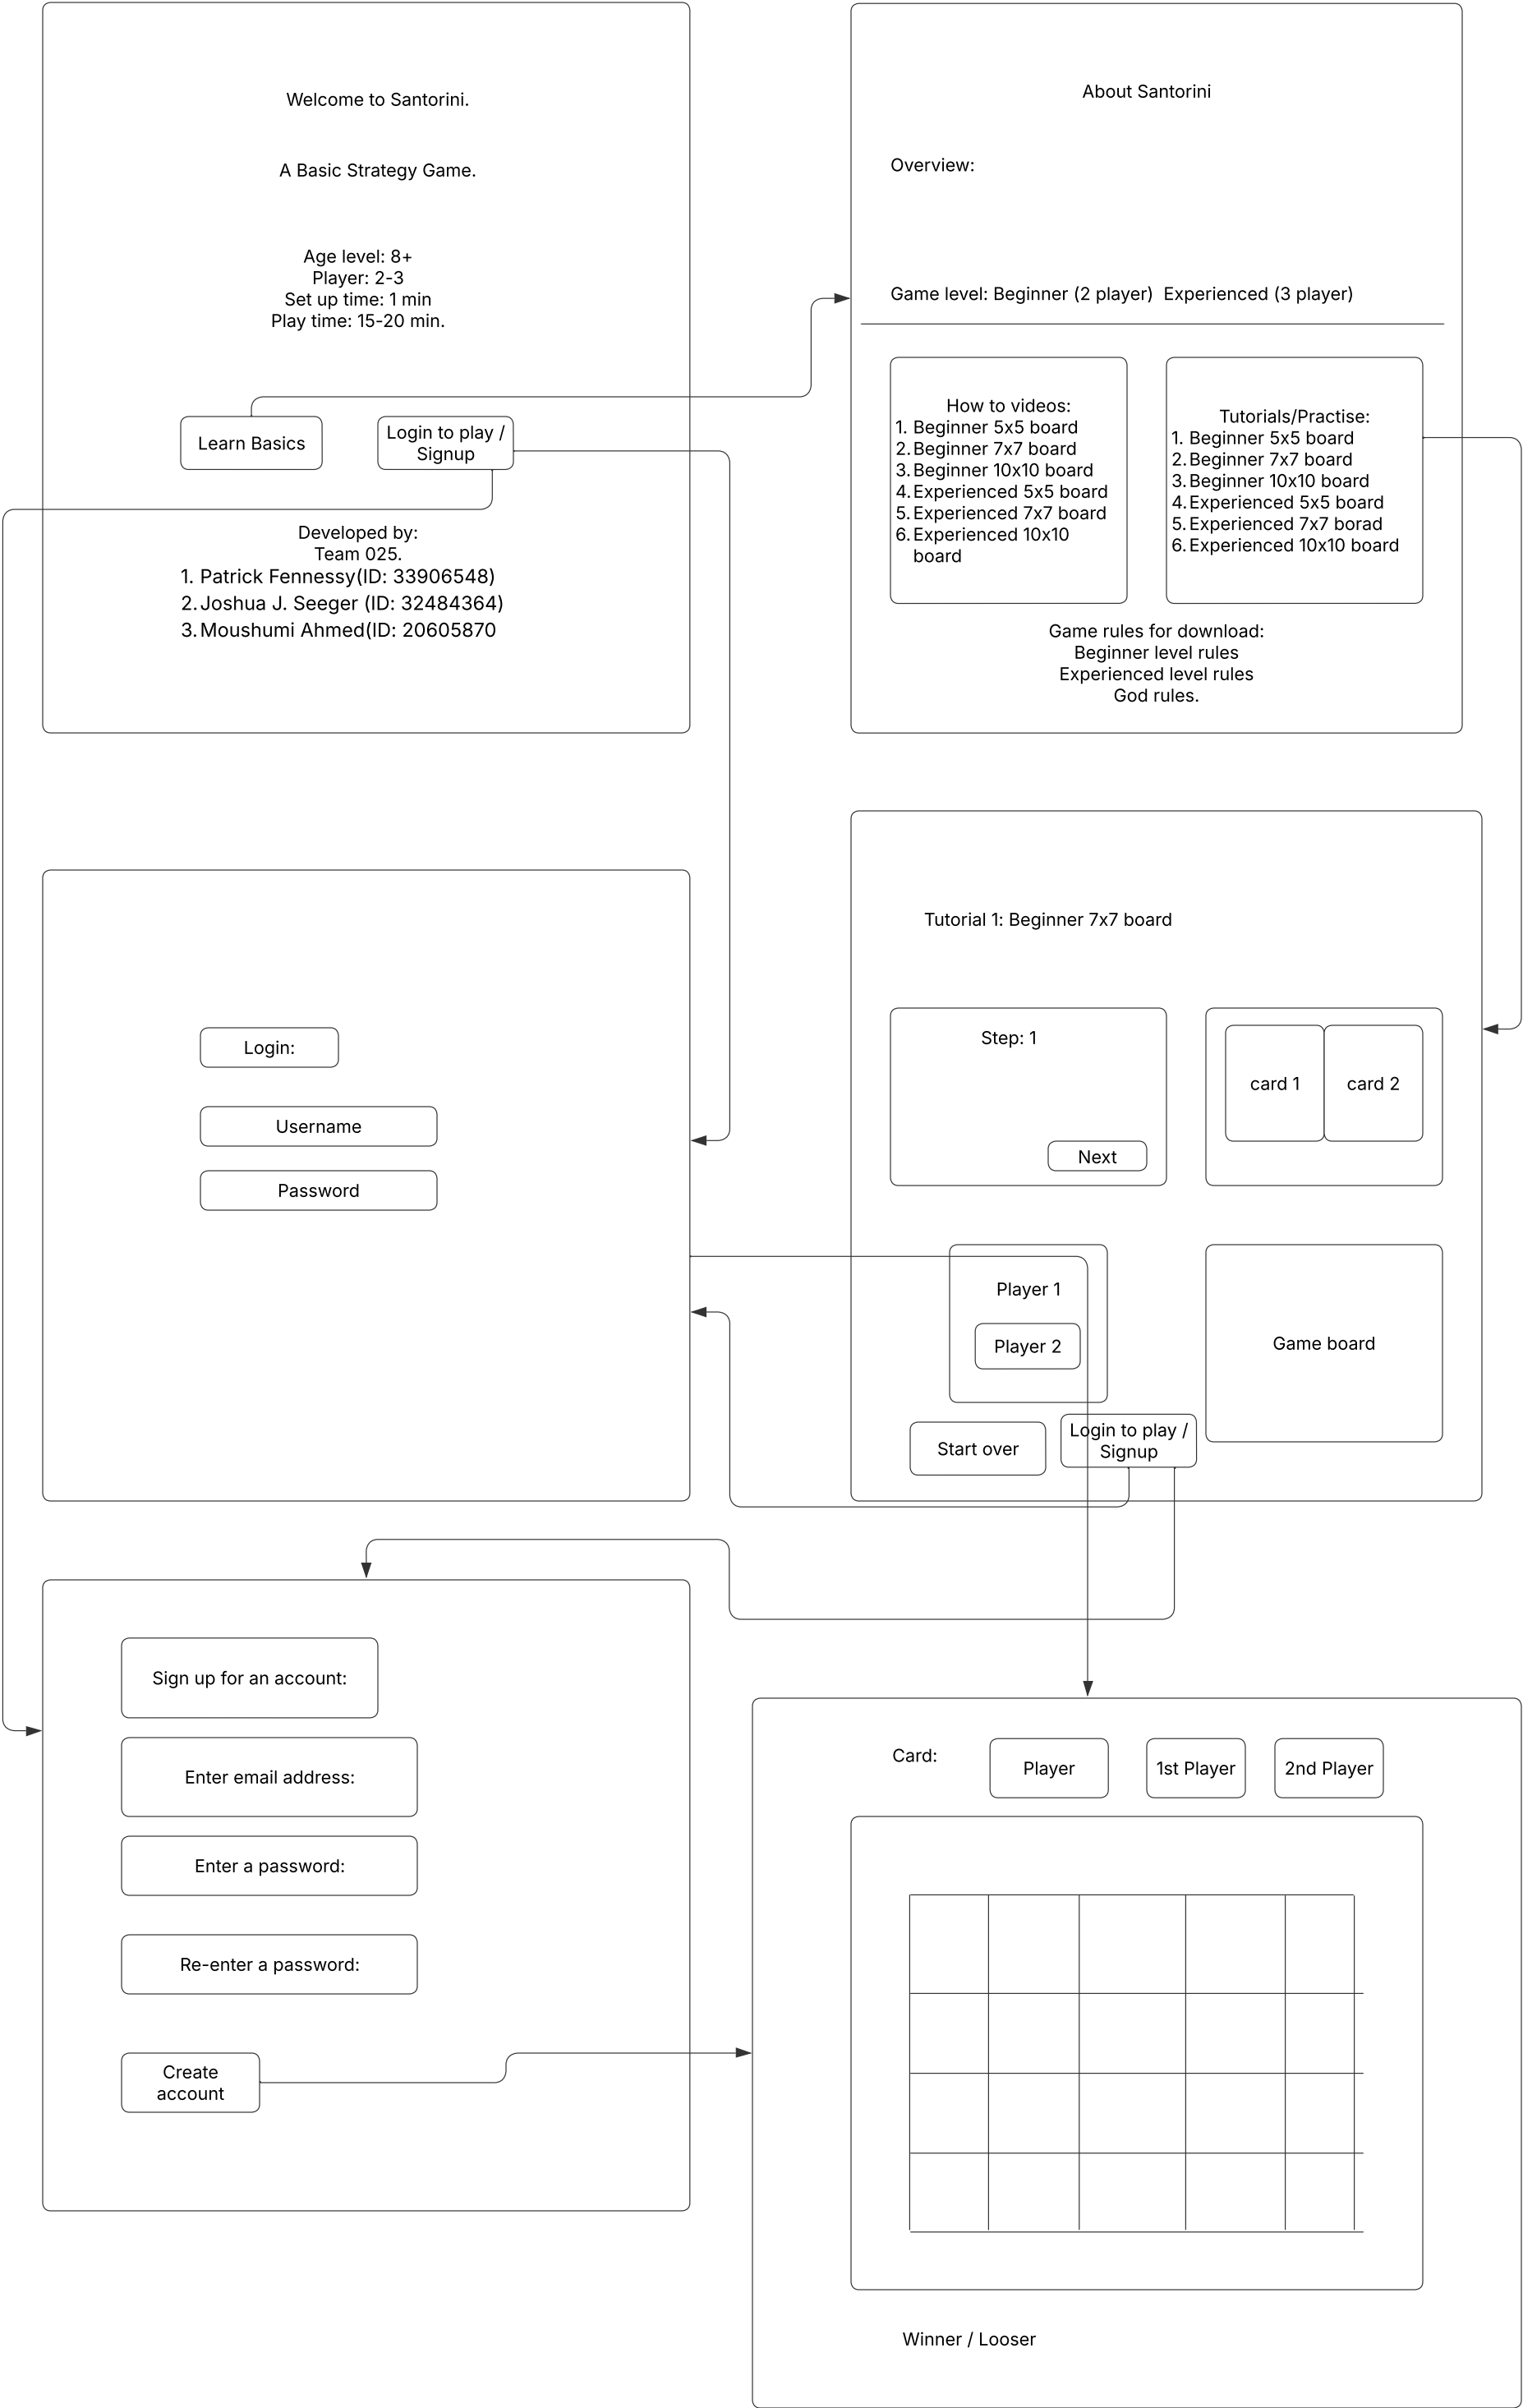 Welcome to Santorini.
A Basic Strategy Game.
Age level: 8+
Player: 2-3
Set up time: 1 min
Play time: 15-20 min.
Learn Basics
Login to play /
Signup
Developed by:
Team 025.
1. Patrick Fennessy(ID: 33906548)
2. Joshua J. Seeger (ID: 32484364)
3. Moushumi Ahmed(ID: 20605870
About Santorini
Overview:
Game level: Beginner (2 player)  Experienced (3 player)
How to videos:
1. Beginner 5x5 board
2. Beginner 7x7 board
3. Beginner 10x10 board
4. Experienced 5x5 board
5. Experienced 7x7 board
6. Experienced 10x10
board
Tutorials/Practise:
1. Beginner 5x5 board
2. Beginner 7x7 board
3. Beginner 10x10 board
4. Experienced 5x5 board
5. Experienced 7x7 borad
6. Experienced 10x10 board
Game rules for download:
Beginner level rules
Experienced level rules
God rules.
Login:
Username
Password
Tutorial 1: Beginner 7x7 board
Step: 1
Next
card 1
card 2
Player 1
Player 2
Game board
Start over
Login to play /
Signup
Sign up for an account:
Enter email address:
Enter a password:
Re-enter a password:
Create
account
Card:
Player
1st Player
2nd Player
Winner / Looser